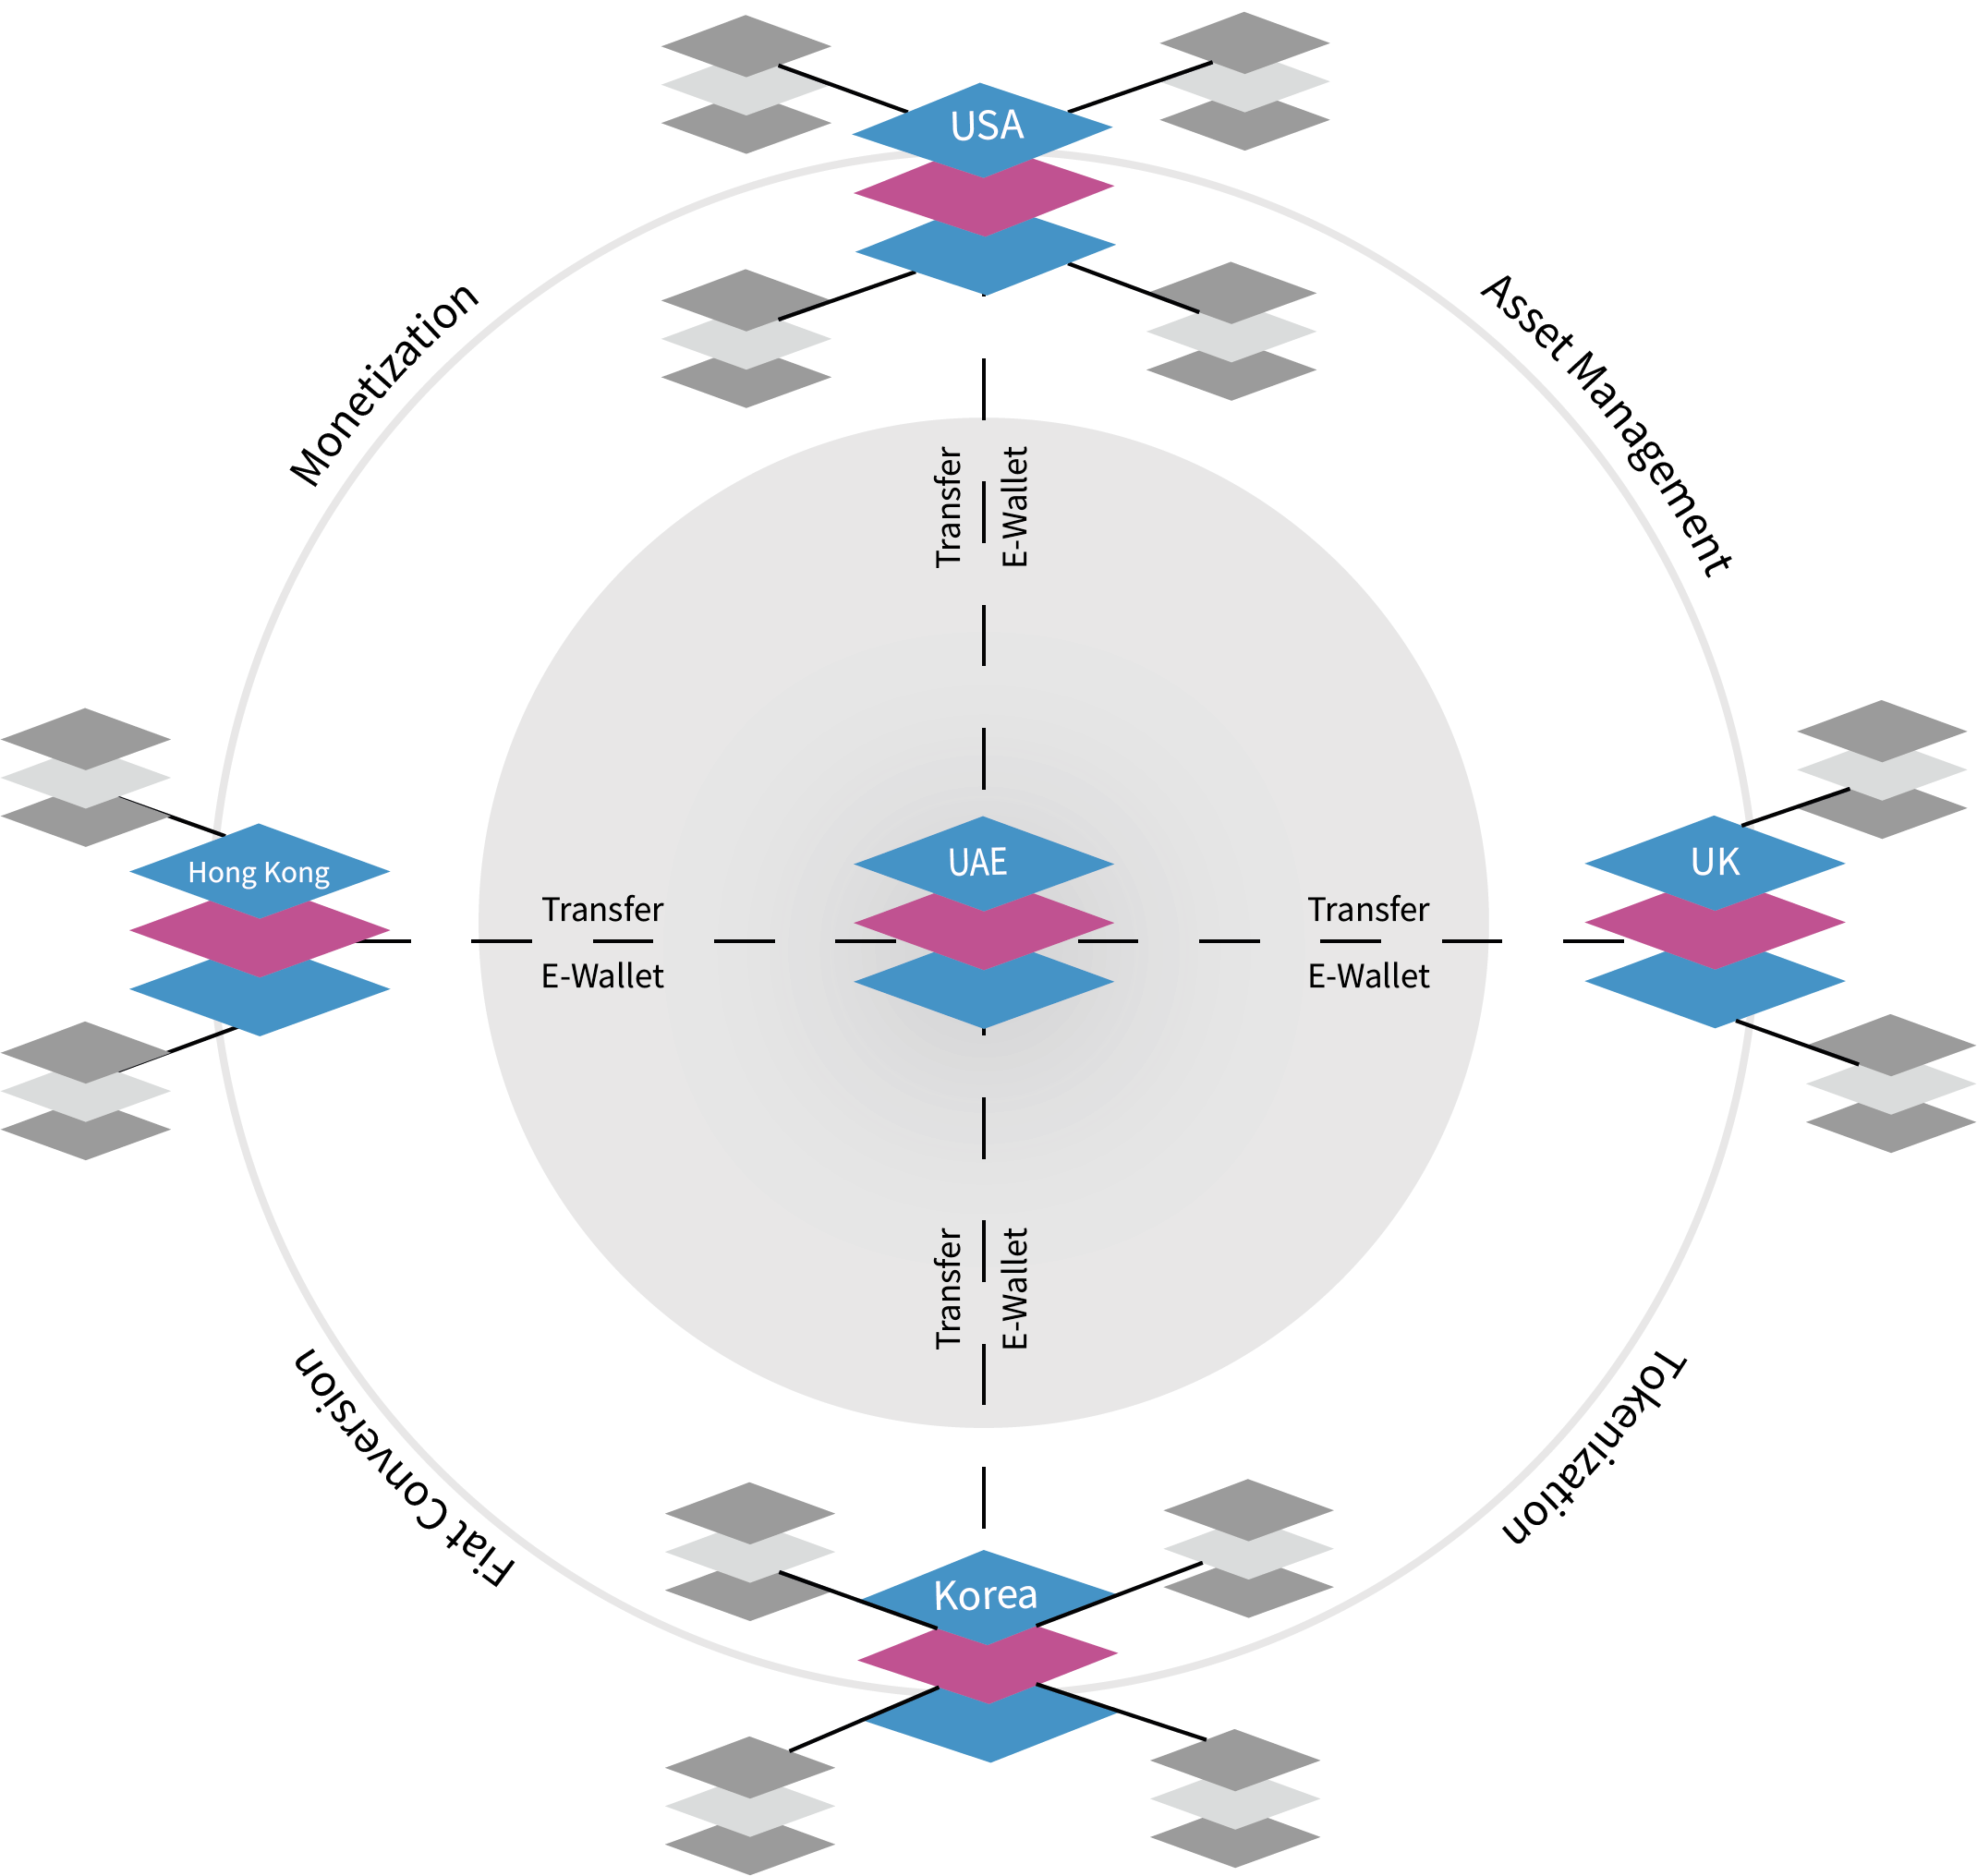 USA
Monetization
Asset Management
Transfer
E-Wallet
Hong Kong
UAE
UK
Transfer
E-Wallet
Transfer
E-Wallet
Transfer
E-Wallet
Fiat Conversion
Tokenization
Korea